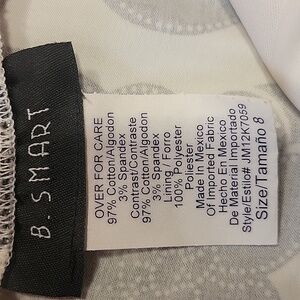 B. SMART
OVER FOR CARE
97% Cotton/Algodon
3% Spandex
Contrast/Contraste
97% Cotton/Algodon
3% Spandex
Lining / Forro
100% Polyester
Polyester
Made In Mexico
Of Imported Fabric
Hecho En Mexico
De Material Importado
Style/Estilo# JM12K7059
Size/Tamaño 8